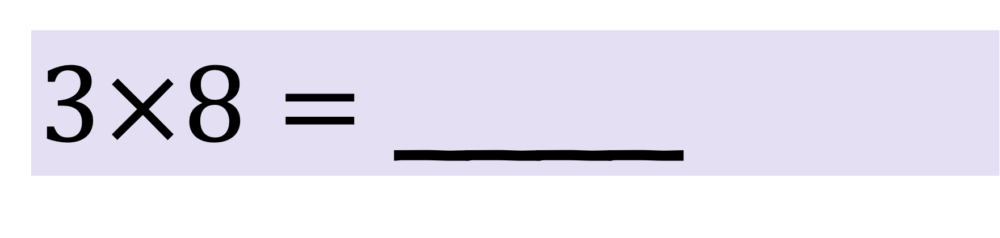 3×8 = ____